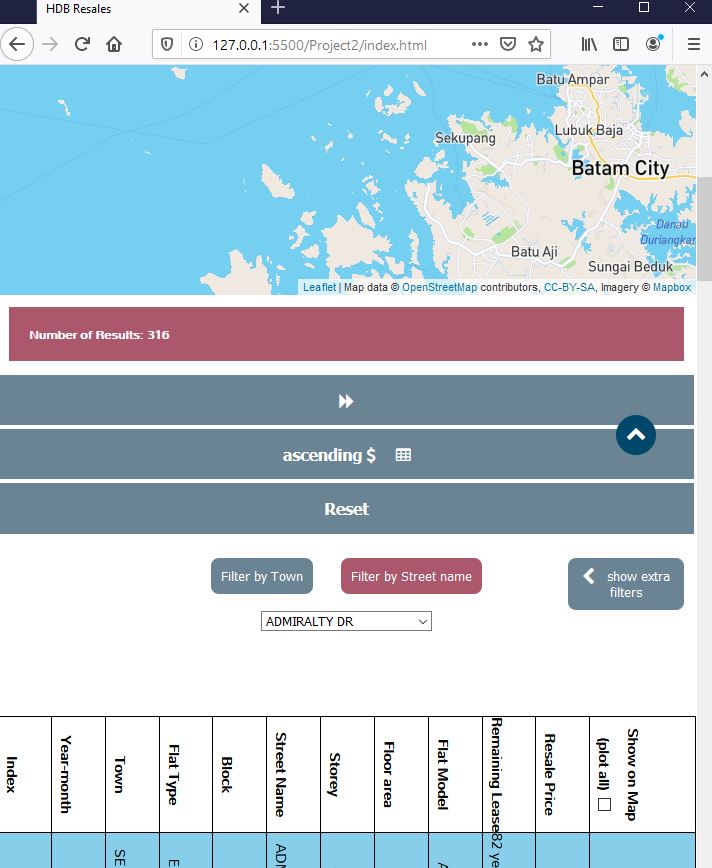 HDB Resales
127.0.0.1:5500/Project2/index.html
Batu Ampar
Sekupang
Lubuk Baja
Batam City
Danau
Duriangkan
Batu Aji
Sungai Beduk
Leaflet | Map data © OpenStreetMap contributors, CC-BY-SA, Imagery © Mapbox
Number of Results: 316
ascending $
Reset
Filter by Town
Filter by Street name
show extra
filters
ADMIRALTY DR
Index
Year-month
Town
Flat Type
Block
Street Name
Storey
Floor area
Flat Model
Remaining Lease
Resale Price
Show on Map
(plot all)
SE
E
ADM
A
82 ye